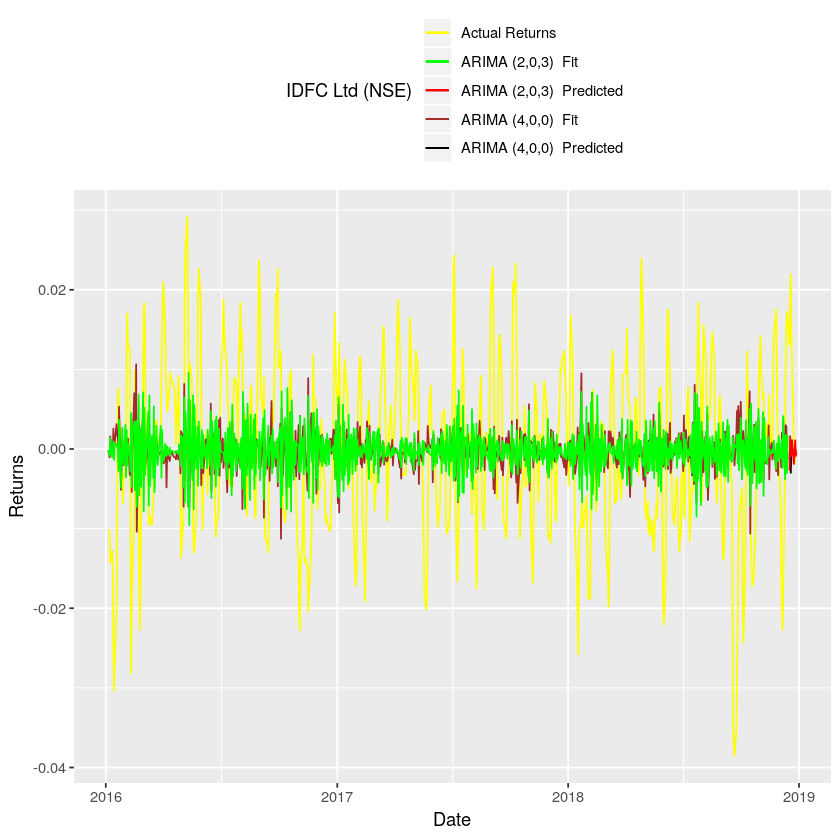 Actual Returns
ARIMA (2,0,3)  Fit
IDFC Ltd (NSE)
ARIMA (2,0,3)  Predicted
ARIMA (4,0,0)  Fit
ARIMA (4,0,0)  Predicted
Returns
0.02
0.00
-0.02
-0.04
2016
2017
2018
2019
Date